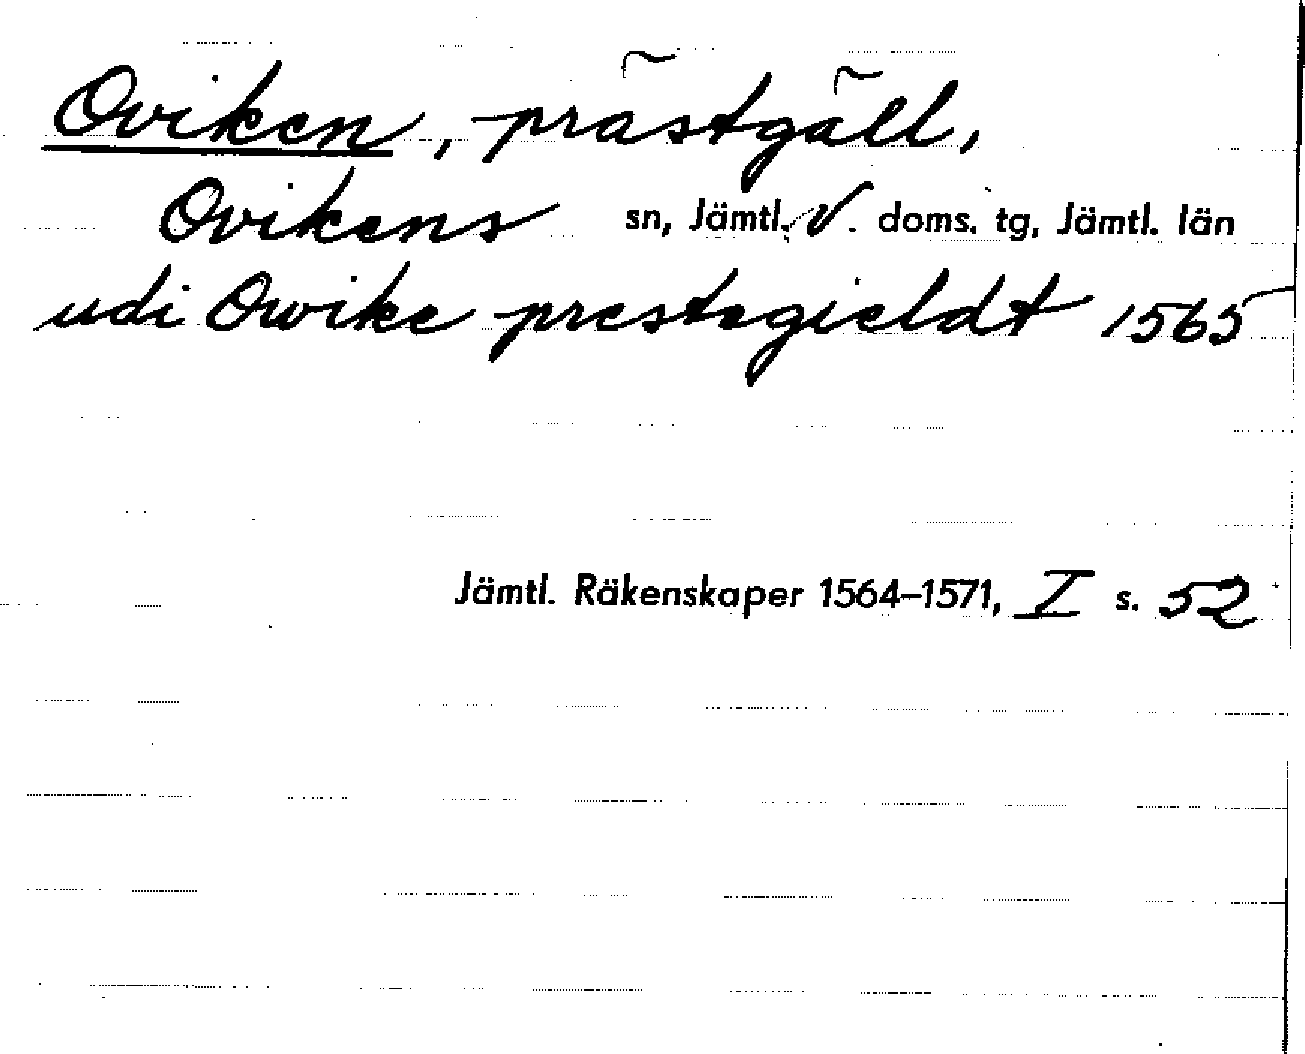 Oviken, prästgäll,
Ovikens sn, Jämtl. V. doms. tg, Jämtl. län
udi Owike prestegieldt 1565
Jämtl. Räkenskaper 1564–1571, I s. 52